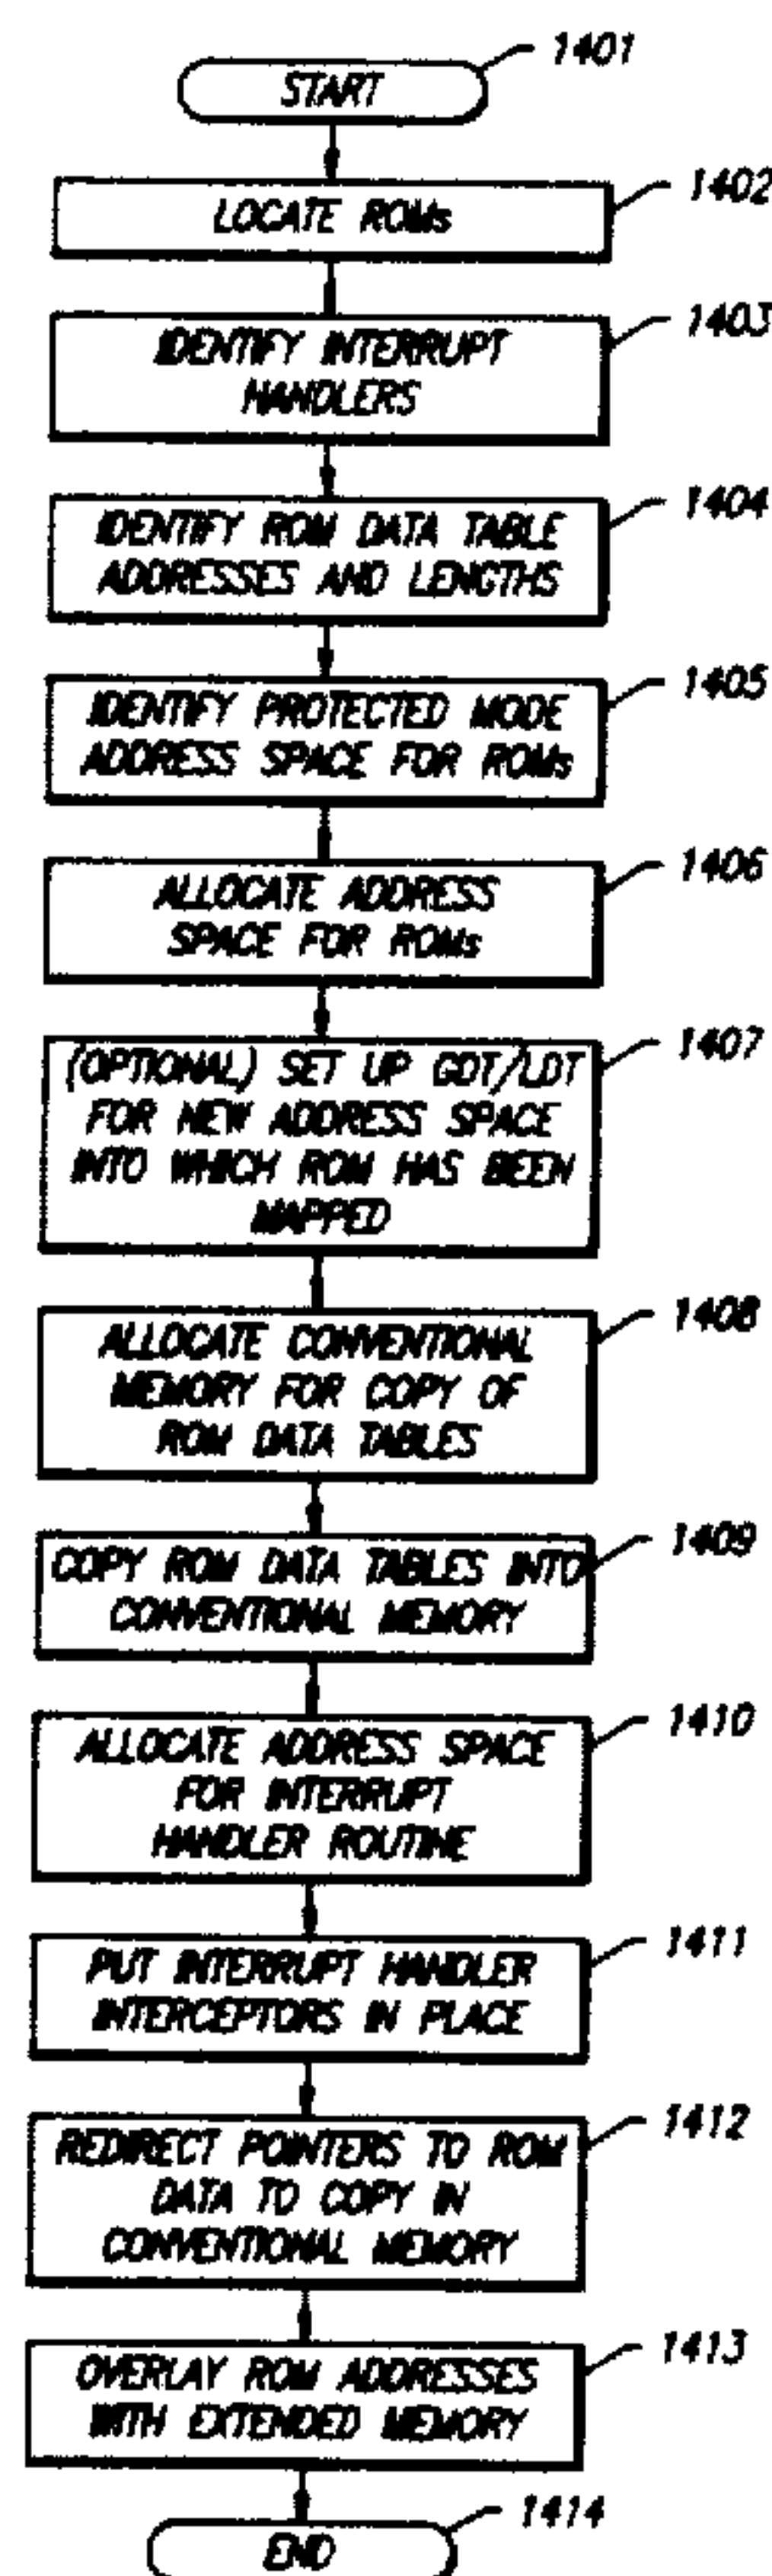 1401
START
1402
LOCATE ROMs
1403
IDENTIFY INTERRUPT
HANDLERS
1404
IDENTIFY ROM DATA TABLE
ADDRESSES AND LENGTHS
1405
IDENTIFY PROTECTED MODE
ADDRESS SPACE FOR ROMs
1406
ALLOCATE ADDRESS
SPACE FOR ROMs
1407
(OPTIONAL) SET UP GDT/LDT
FOR NEW ADDRESS SPACE
INTO WHICH ROM HAS BEEN
MAPPED
1408
ALLOCATE CONVENTIONAL
MEMORY FOR COPY OF
ROM DATA TABLES
1409
COPY ROM DATA TABLES INTO
CONVENTIONAL MEMORY
1410
ALLOCATE ADDRESS SPACE
FOR INTERRUPT
HANDLER ROUTINE
1411
PUT INTERRUPT HANDLER
INTERCEPTORS IN PLACE
1412
REDIRECT POINTERS TO ROM
DATA TO COPY IN
CONVENTIONAL MEMORY
1413
OVERLAY ROM ADDRESSES
WITH EXTENDED MEMORY
1414
END